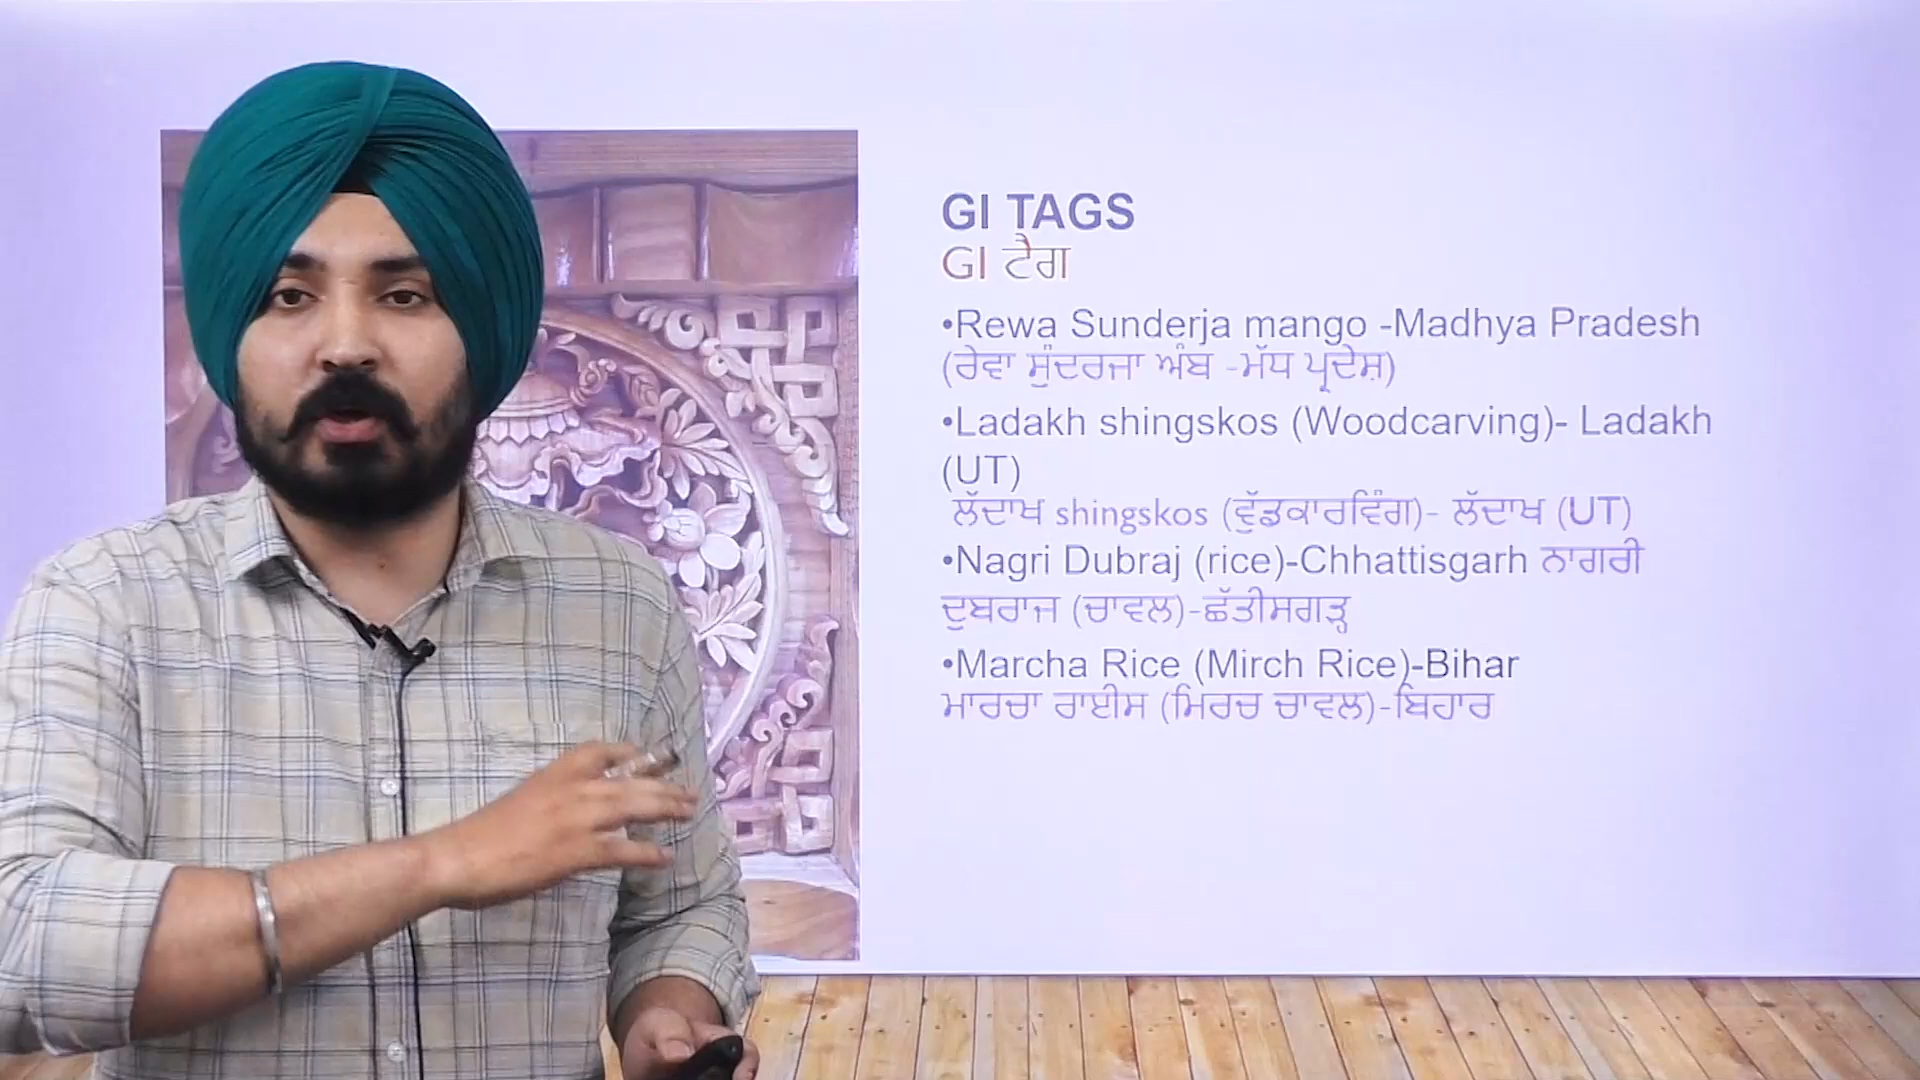 GI TAGS
GI ਟੈਗ
•Rewa Sunderja mango -Madhya Pradesh
(ਰੇਵਾ ਸੁੰਦਰਜਾ ਅੰਬ -ਮੱਧ ਪ੍ਰਦੇਸ਼)
•Ladakh shingskos (Woodcarving)- Ladakh
(UT)
ਲੱਦਾਖ shingskos (ਵੁੱਡਕਾਰਵਿੰਗ)- ਲੱਦਾਖ (UT)
•Nagri Dubraj (rice)-Chhattisgarh ਨਾਗਰੀ
ਦੁਬਰਾਜ (ਚਾਵਲ)-ਛੱਤੀਸਗੜ੍ਹ
•Marcha Rice (Mirch Rice)-Bihar
ਮਾਰਚਾ ਰਾਈਸ (ਮਿਰਚ ਚਾਵਲ)-ਬਿਹਾਰ